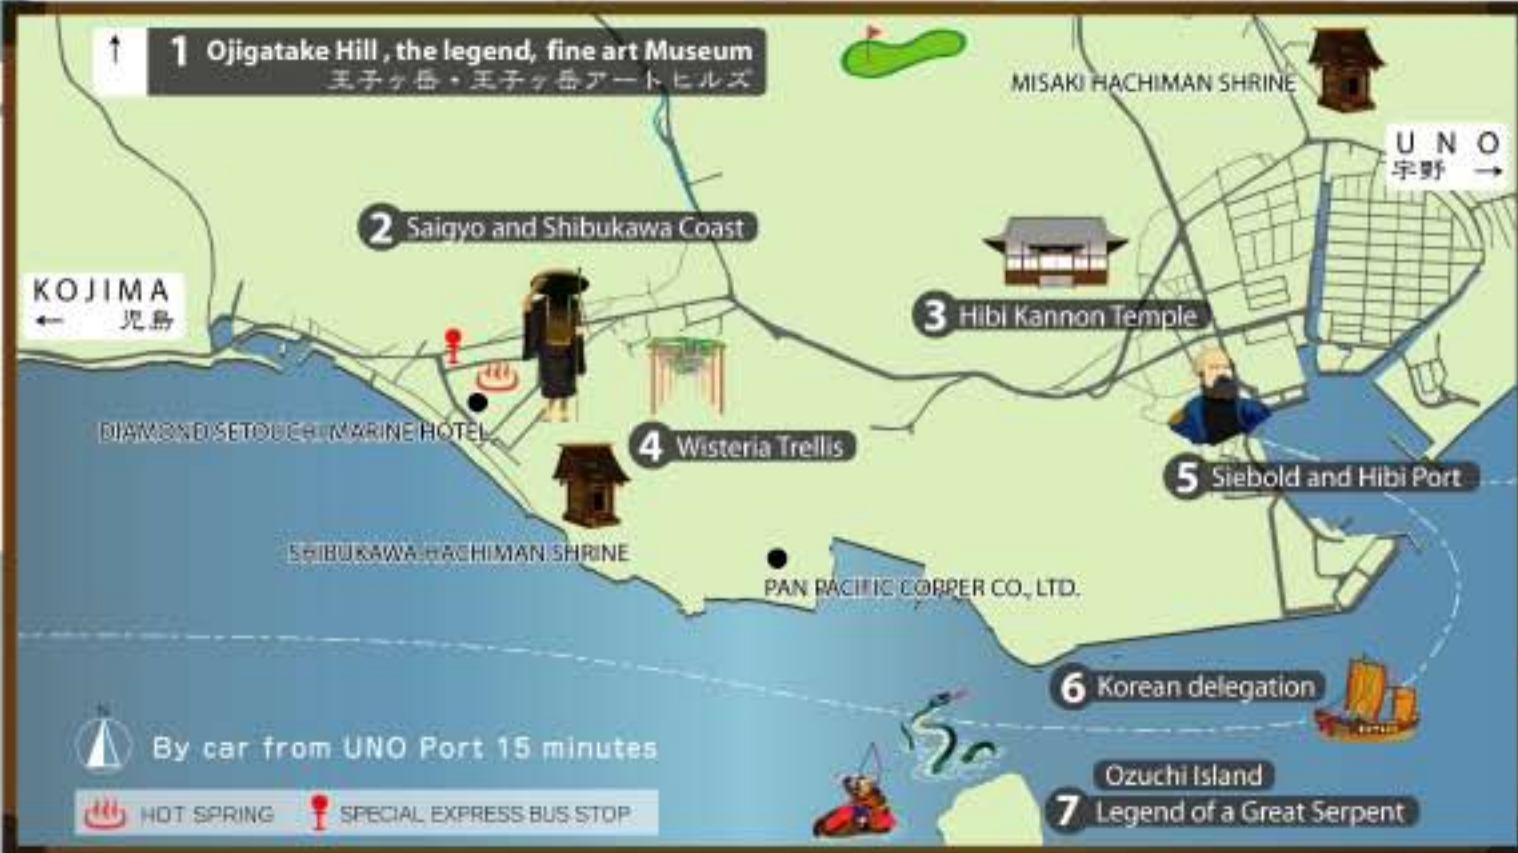 ↑ 1 Ojigatake Hill , the legend, fine art Museum
王子ヶ岳・王子ヶ岳アートヒルズ
MISAKI HACHIMAN SHRINE
UNO
宇野 →
2 Saigyo and Shibukawa Coast
KOJIMA
← 児島
3 Hibi Kannon Temple
DIAMOND SETOUCHI MARINE HOTEL
4 Wisteria Trellis
5 Siebold and Hibi Port
SHIBUKAWA HACHIMAN SHRINE
PAN PACIFIC COPPER CO., LTD.
6 Korean delegation
N
By car from UNO Port 15 minutes
Ozuchi Island
7 Legend of a Great Serpent
HOT SPRING SPECIAL EXPRESS BUS STOP